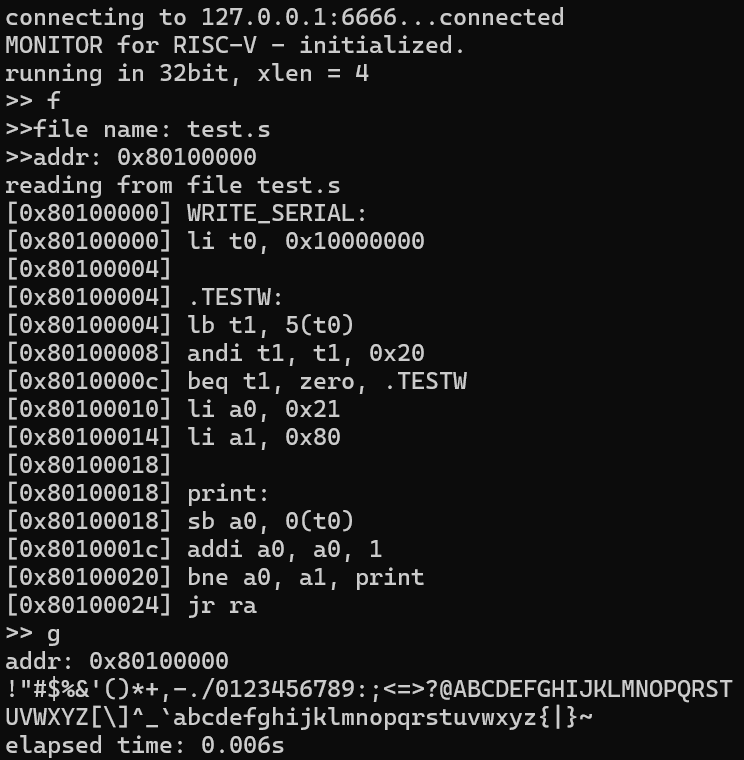 connecting to 127.0.0.1:6666...connected
MONITOR for RISC-V - initialized.
running in 32bit, xlen = 4
>> f
>>file name: test.s
>>addr: 0x80100000
reading from file test.s
[0x80100000] WRITE_SERIAL:
[0x80100000] li t0, 0x10000000
[0x80100004]
[0x80100004] .TESTW:
[0x80100004] lb t1, 5(t0)
[0x80100008] andi t1, t1, 0x20
[0x8010000c] beq t1, zero, .TESTW
[0x80100010] li a0, 0x21
[0x80100014] li a1, 0x80
[0x80100018]
[0x80100018] print:
[0x80100018] sb a0, 0(t0)
[0x8010001c] addi a0, a0, 1
[0x80100020] bne a0, a1, print
[0x80100024] jr ra
>> g
addr: 0x80100000
!"#$%&'()*+,-./0123456789:;<=>?@ABCDEFGHIJKLMNOPQRST
UVWXYZ[\]^_`abcdefghijklmnopqrstuvwxyz{|}~
elapsed time: 0.006s